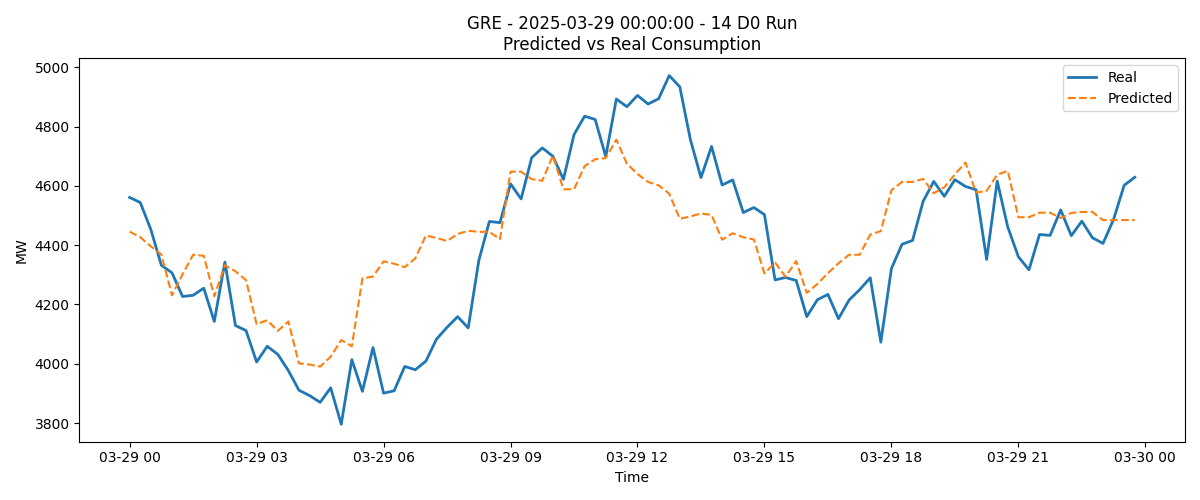 GRE - 2025-03-29 00:00:00 - 14 D0 Run
Predicted vs Real Consumption
Real
Predicted
MW
5000
4800
4600
4400
4200
4000
3800
03-29 00
03-29 03
03-29 06
03-29 09
03-29 12
03-29 15
03-29 18
03-29 21
03-30 00
Time